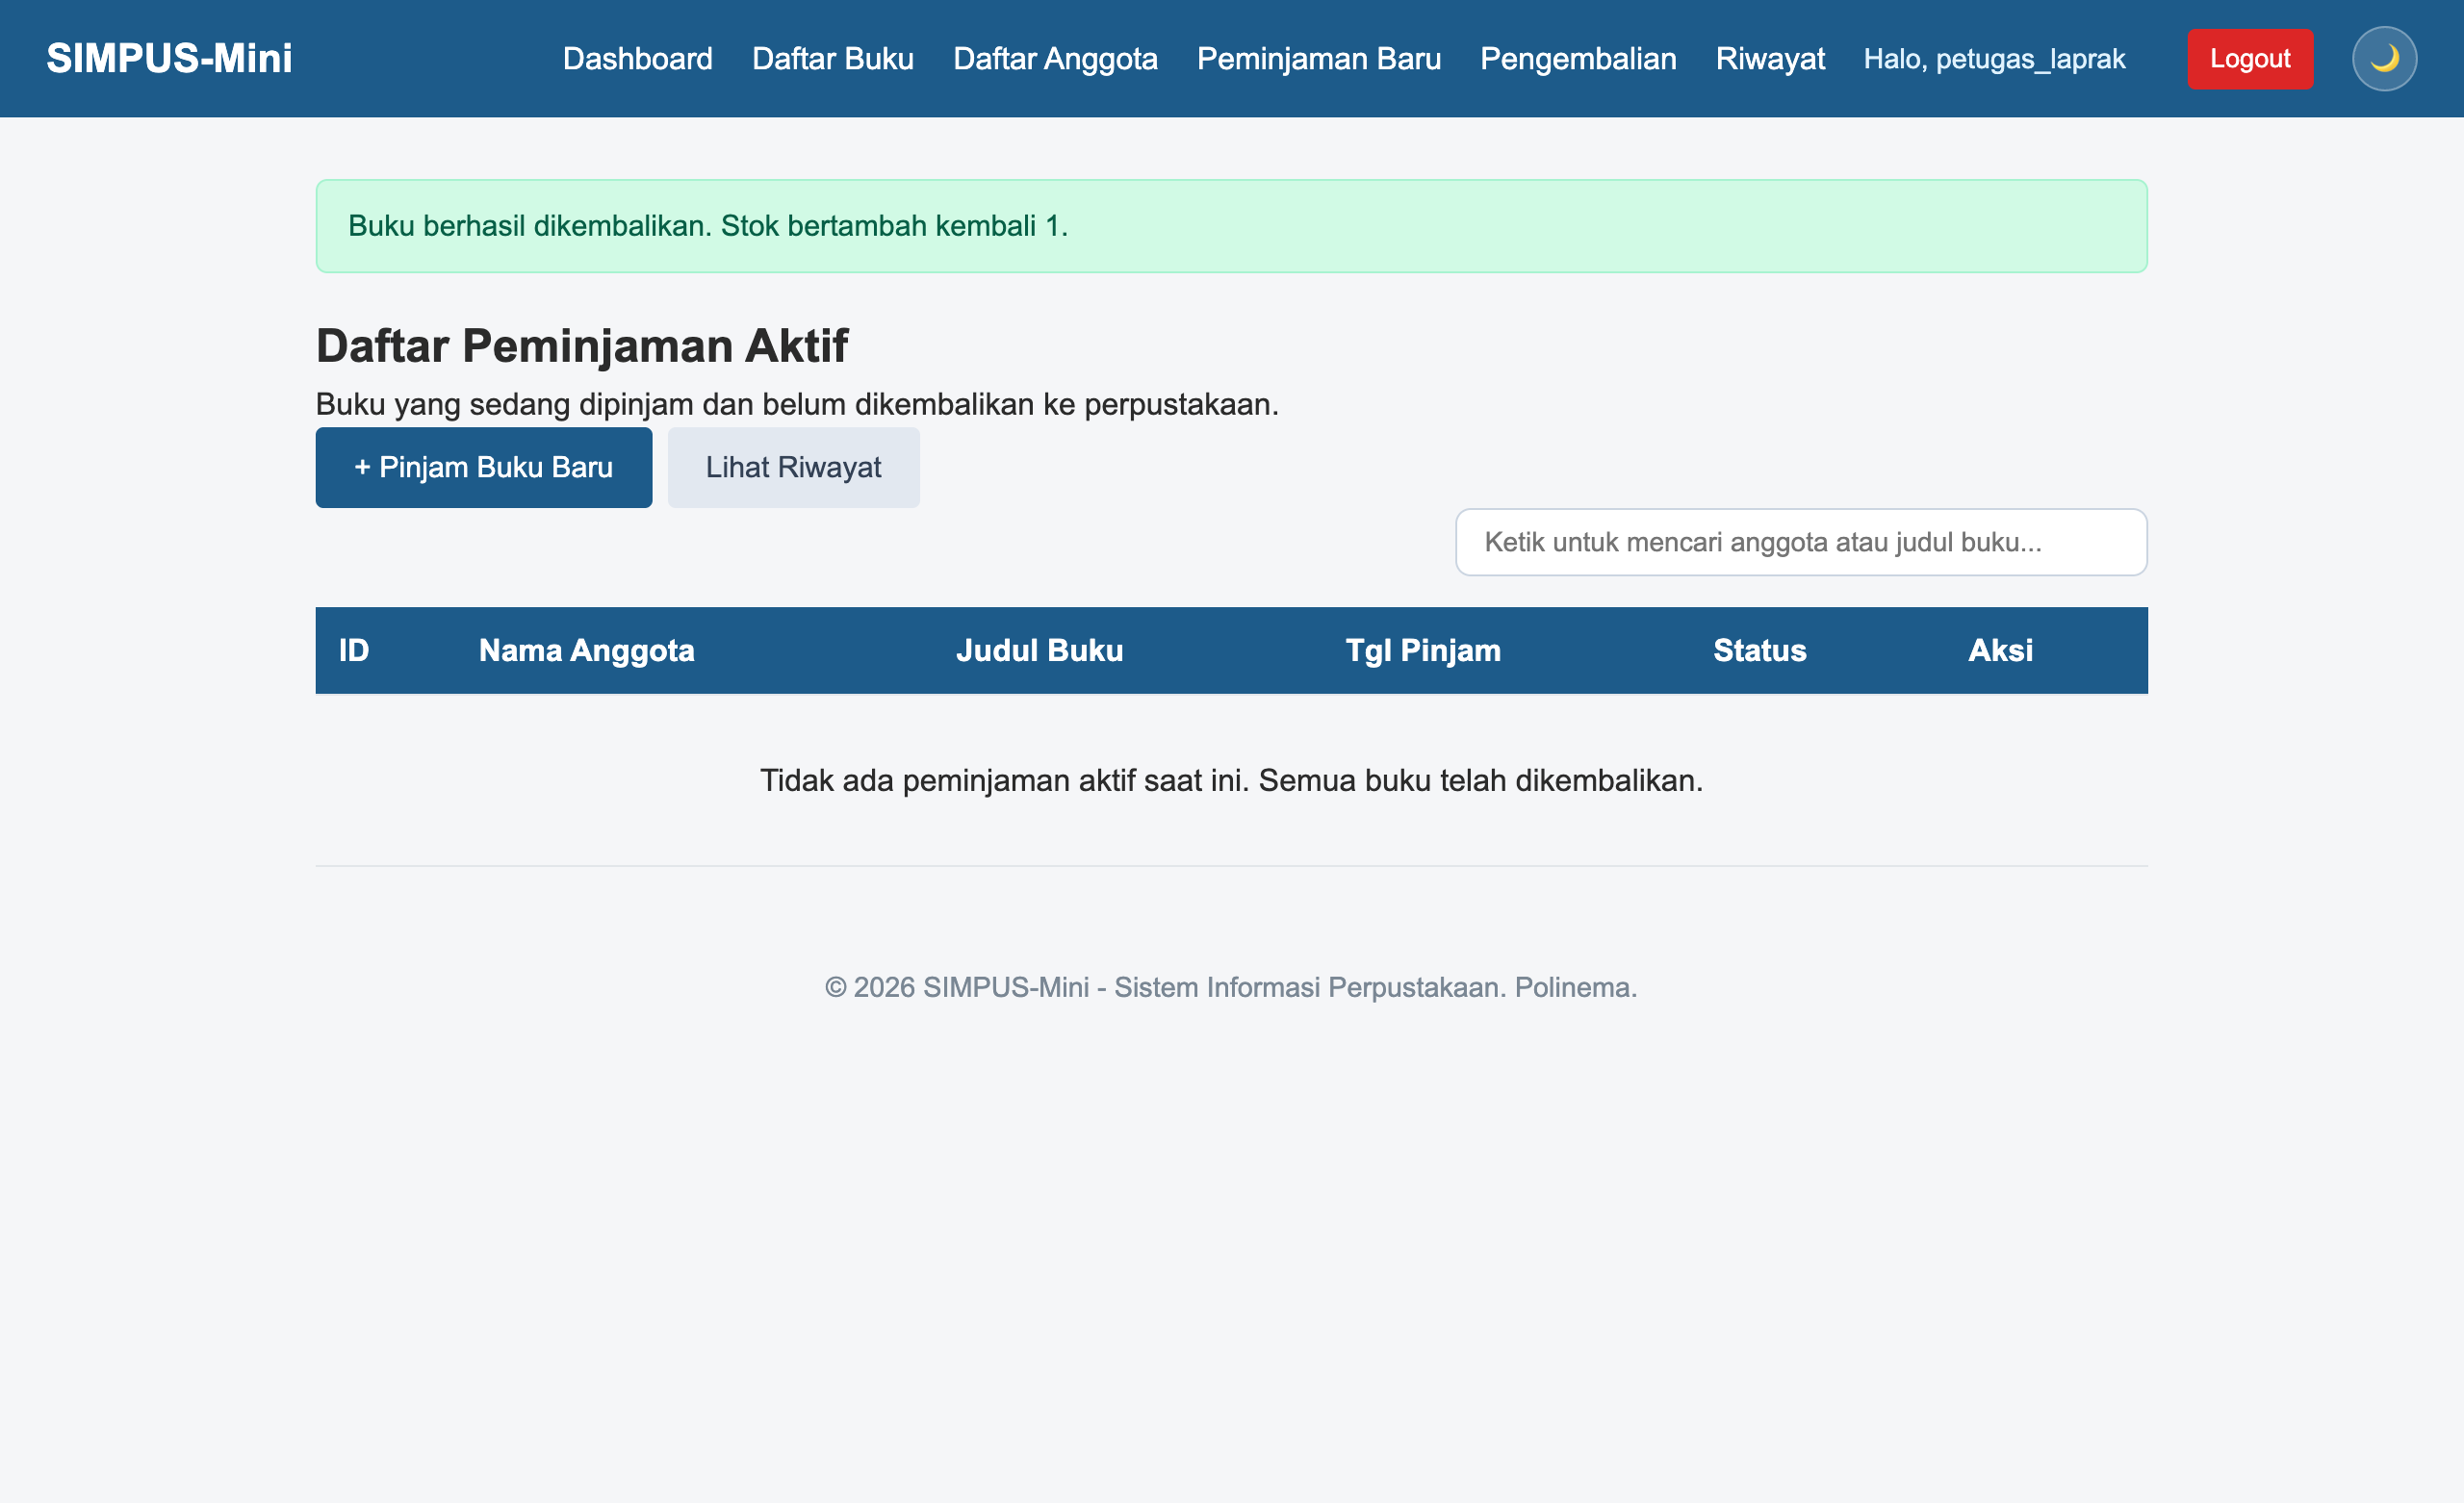 SIMPUS-Mini
Dashboard Daftar Buku Daftar Anggota Peminjaman Baru Pengembalian Riwayat Halo, petugas_laprak Logout
Buku berhasil dikembalikan. Stok bertambah kembali 1.
Daftar Peminjaman Aktif
Buku yang sedang dipinjam dan belum dikembalikan ke perpustakaan.
+ Pinjam Buku Baru Lihat Riwayat
Ketik untuk mencari anggota atau judul buku...
ID Nama Anggota Judul Buku Tgl Pinjam Status Aksi
Tidak ada peminjaman aktif saat ini. Semua buku telah dikembalikan.
© 2026 SIMPUS-Mini - Sistem Informasi Perpustakaan. Polinema.